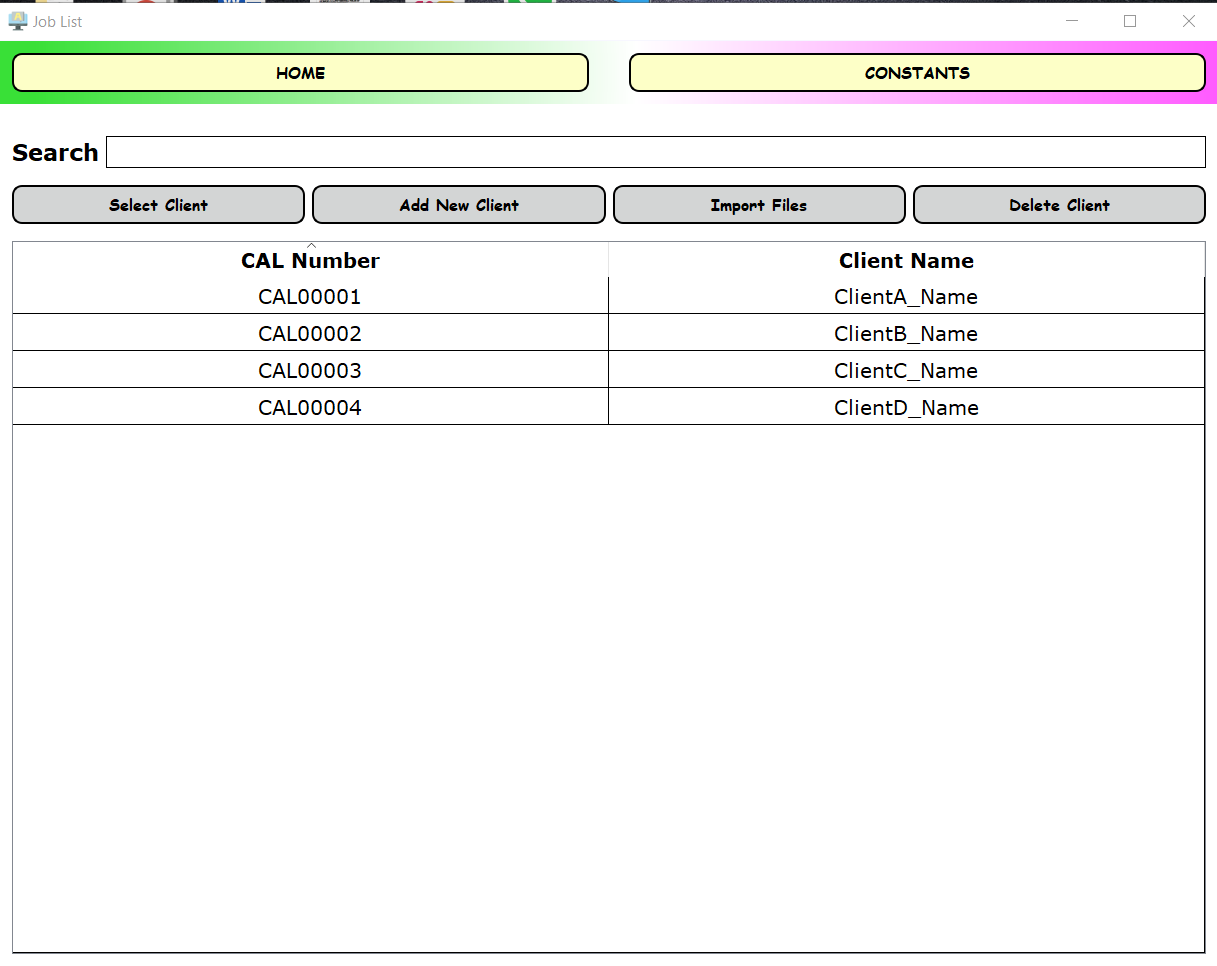 Job List
HOME CONSTANTS
Search
Select Client Add New Client Import Files Delete Client
CAL Number Client Name
CAL00001 ClientA_Name
CAL00002 ClientB_Name
CAL00003 ClientC_Name
CAL00004 ClientD_Name